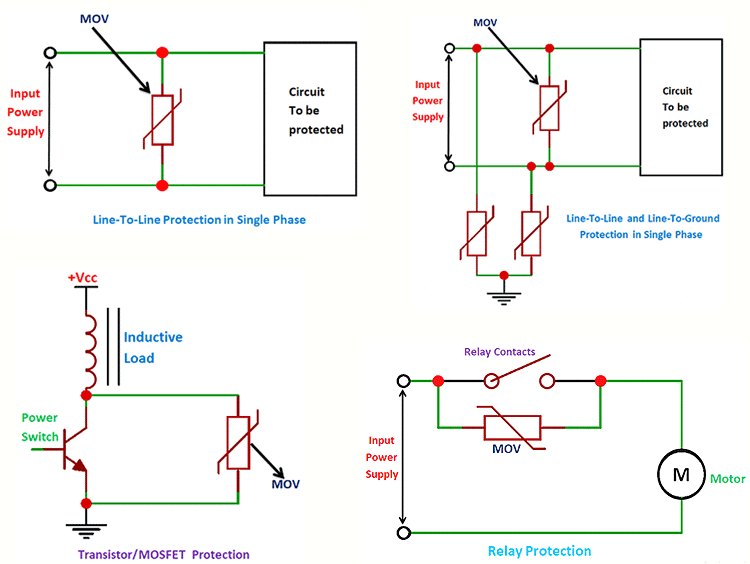 MOV
Input
Power
Supply
Circuit
To be
protected
Line-To-Line Protection in Single Phase
MOV
Input
Power
Supply
Circuit
To be
protected
Line-To-Line and Line-To-Ground
Protection in Single Phase
+Vcc
Inductive
Load
Power
Switch
MOV
Transistor/MOSFET Protection
Relay Contacts
Input
Power
Supply
MOV
M
Motor
Relay Protection